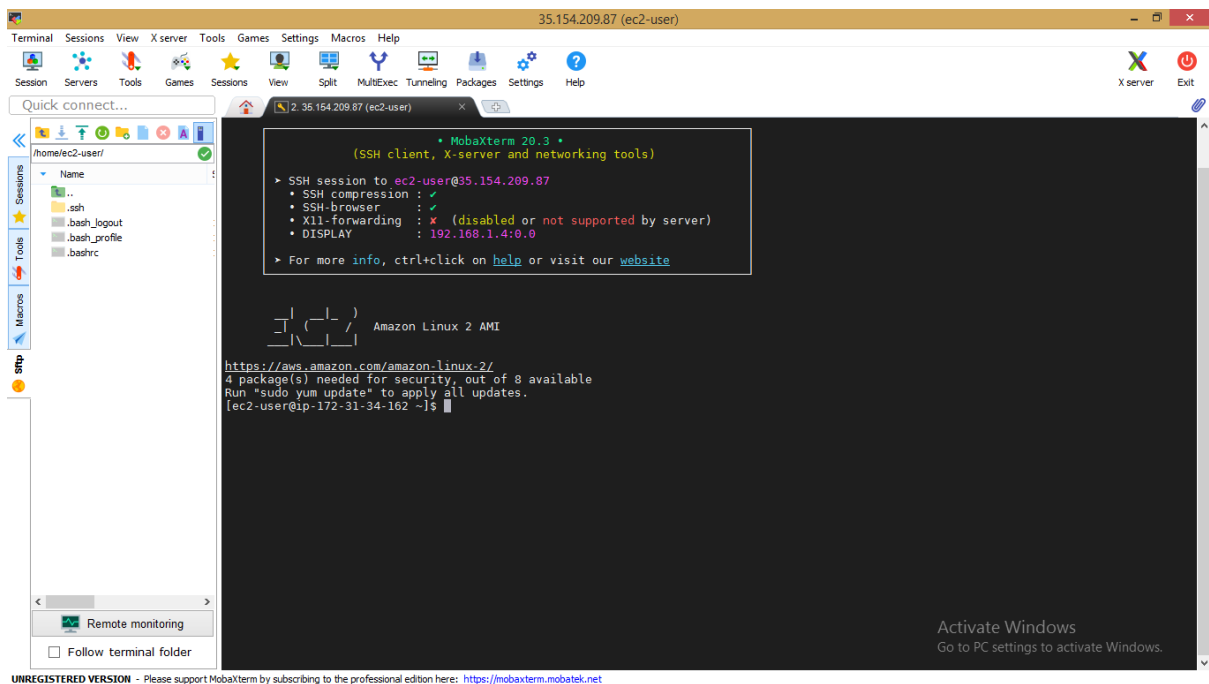 35.154.209.87 (ec2-user)
Terminal Sessions View X server Tools Games Settings Macros Help
Session Servers Tools Games Sessions View Split MultiExec Tunneling Packages Settings Help X server Exit
Quick connect...
2. 35.154.209.87 (ec2-user)
/home/ec2-user/
Name
..
.ssh
.bash_logout
.bash_profile
.bashrc
Sessions
Tools
Macros
Sftp
• MobaXterm 20.3 •
(SSH client, X-server and networking tools)
➤ SSH session to ec2-user@35.154.209.87
• SSH compression : ✔
• SSH-browser : ✔
• X11-forwarding : ✘ (disabled or not supported by server)
• DISPLAY : 192.168.1.4:0.0
➤ For more info, ctrl+click on help or visit our website
__| __|_ )
_| ( / Amazon Linux 2 AMI
___|\___|___|
https://aws.amazon.com/amazon-linux-2/
4 package(s) needed for security, out of 8 available
Run "sudo yum update" to apply all updates.
[ec2-user@ip-172-31-34-162 ~]$
Remote monitoring
Follow terminal folder
Activate Windows
Go to PC settings to activate Windows.
UNREGISTERED VERSION - Please support MobaXterm by subscribing to the professional edition here: https://mobaxterm.mobatek.net